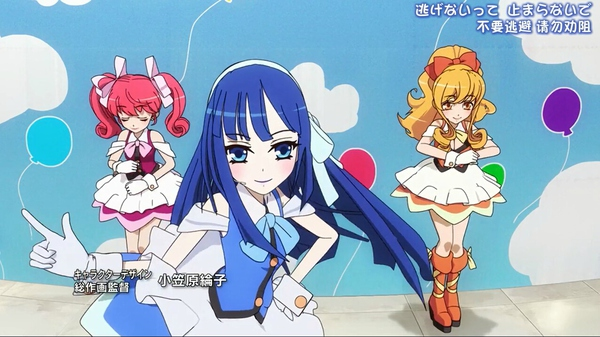 逃げないって 止まらないで
不要逃避 请勿劝阻
キャラクターデザイン
総作画監督 小笠原綸子